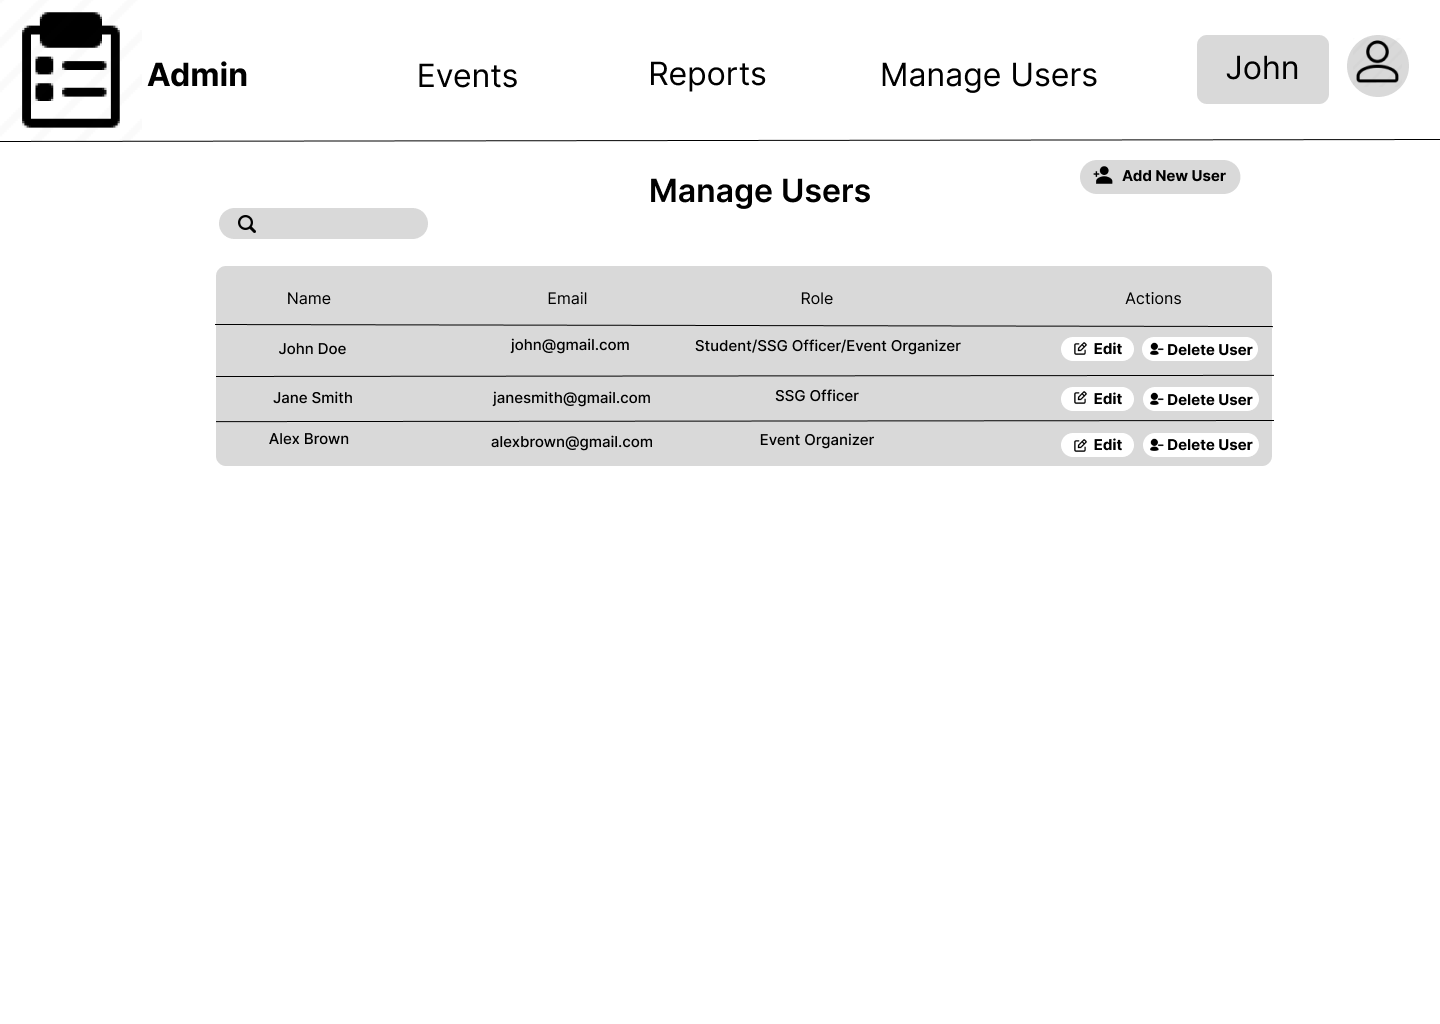 Admin
Events
Reports
Manage Users
John
Manage Users
Add New User
Name Email Role Actions
John Doe john@gmail.com Student/SSG Officer/Event Organizer Edit Delete User
Jane Smith janesmith@gmail.com SSG Officer Edit Delete User
Alex Brown alexbrown@gmail.com Event Organizer Edit Delete User